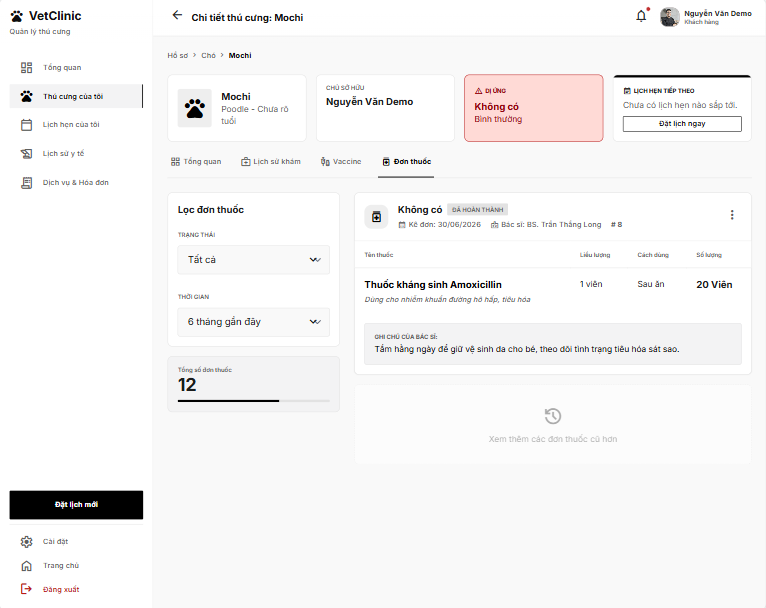 VetClinic
Quản lý thú cưng
Tổng quan
Thú cưng của tôi
Lịch hẹn của tôi
Lịch sử y tế
Dịch vụ & Hóa đơn
Đặt lịch mới
Cài đặt
Trang chủ
Đăng xuất
Chi tiết thú cưng: Mochi
Nguyễn Văn Demo
Khách hàng
Hồ sơ > Chó > Mochi
Mochi
Poodle - Chưa rõ
tuổi
CHỦ SỞ HỮU
Nguyễn Văn Demo
DỊ ỨNG
Không có
Bình thường
LỊCH HẸN TIẾP THEO
Chưa có lịch hẹn nào sắp tới.
Đặt lịch ngay
Tổng quan
Lịch sử khám
Vaccine
Đơn thuốc
Lọc đơn thuốc
TRẠNG THÁI
Tất cả
THỜI GIAN
6 tháng gần đây
Tổng số đơn thuốc
12
Không có ĐÃ HOÀN THÀNH
Kê đơn: 30/06/2026 Bác sĩ: BS. Trần Thăng Long # 8
Tên thuốc Liều lượng Cách dùng Số lượng
Thuốc kháng sinh Amoxicillin 1 viên Sau ăn 20 Viên
Dùng cho nhiễm khuẩn đường hô hấp, tiêu hóa
GHI CHÚ CỦA BÁC SĨ:
Tắm hằng ngày để giữ vệ sinh da cho bé, theo dõi tình trạng tiêu hóa sát sao.
Xem thêm các đơn thuốc cũ hơn